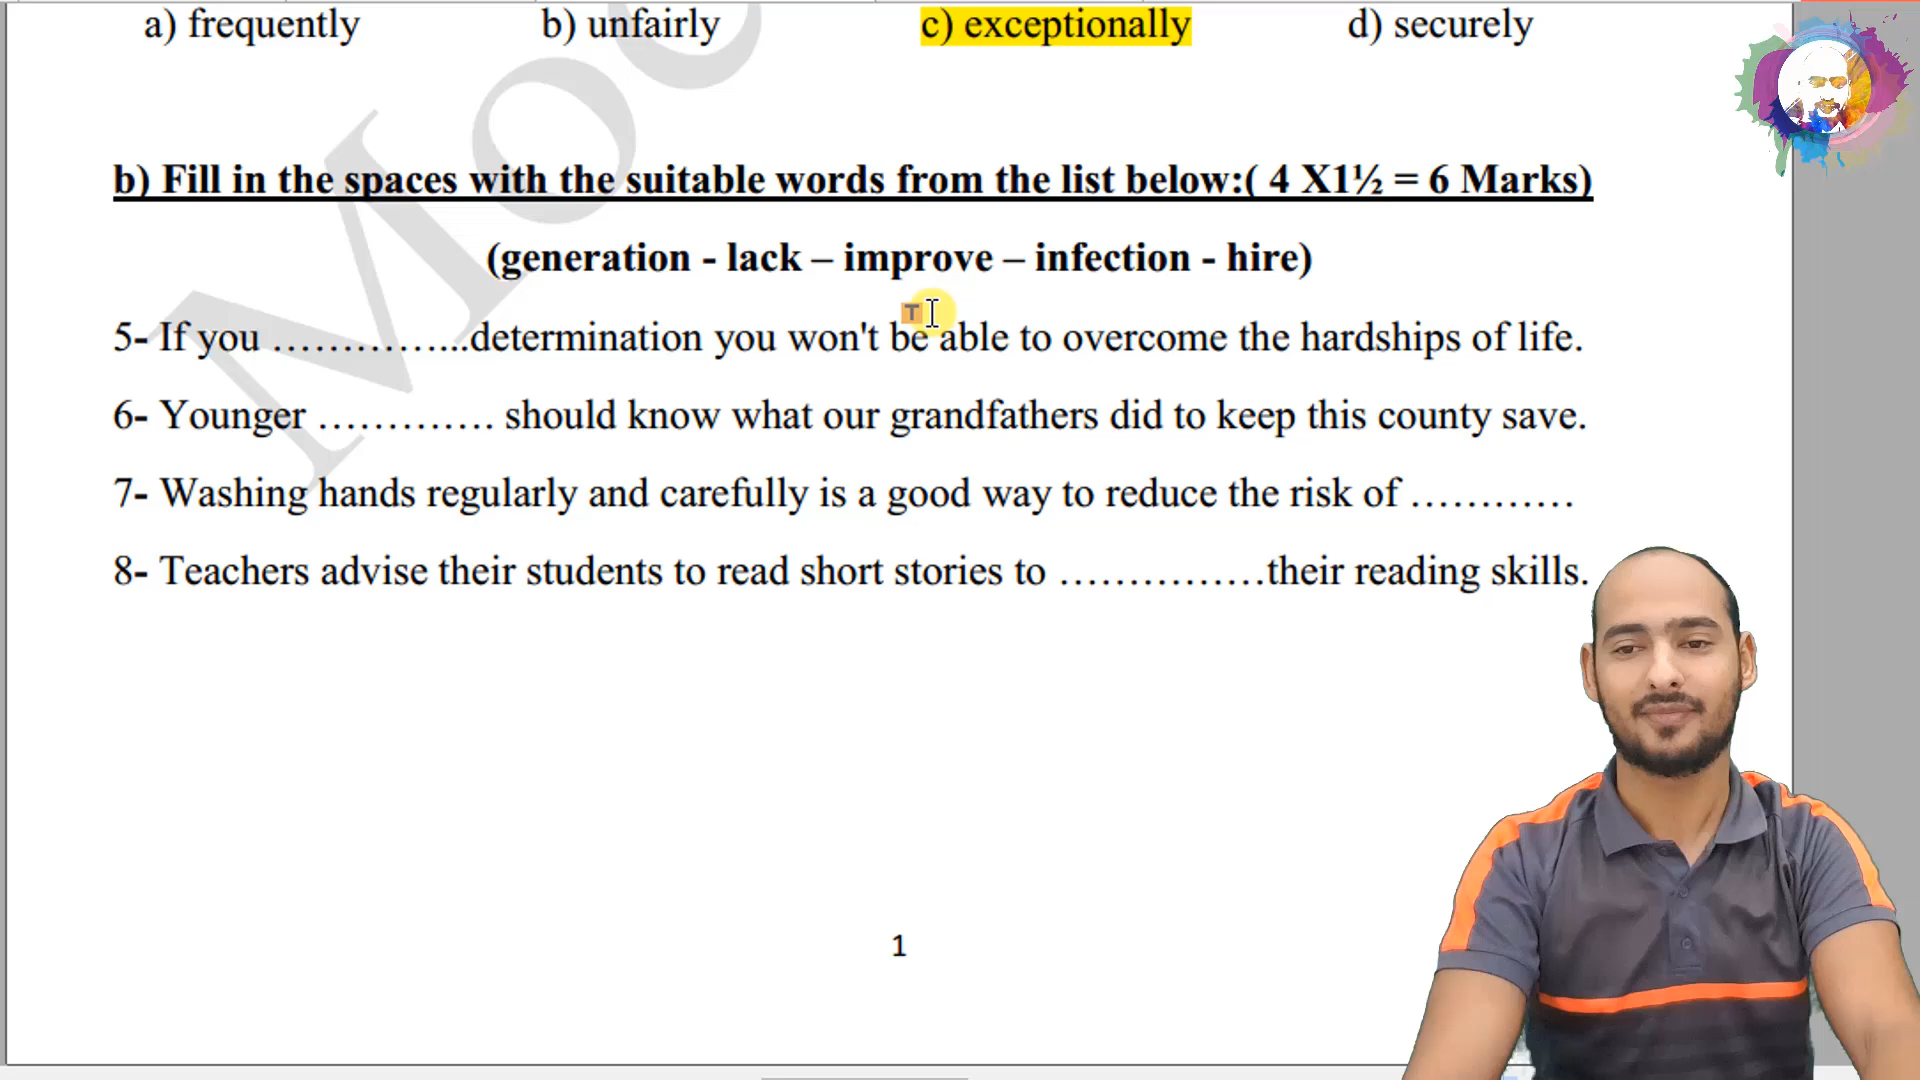 a) frequently b) unfairly c) exceptionally d) securely
b) Fill in the spaces with the suitable words from the list below:( 4 X1½ = 6 Marks)
(generation - lack – improve – infection - hire)
5- If you ……………...determination you won't be able to overcome the hardships of life.
6- Younger …………. should know what our grandfathers did to keep this county save.
7- Washing hands regularly and carefully is a good way to reduce the risk of …………
8- Teachers advise their students to read short stories to ……………their reading skills.
1